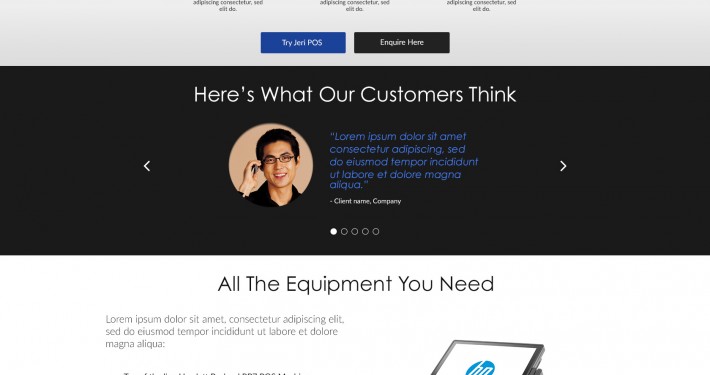 adipiscing consectetur, sed
elit do.
adipiscing consectetur, sed
elit do.
adipiscing consectetur, sed
elit do.
Try Jeri POS
Enquire Here
Here's What Our Customers Think
"Lorem ipsum dolor sit amet
consectetur adipiscing, sed
do eiusmod tempor incididunt
ut labore et dolore magna
aliqua."
- Client name, Company
All The Equipment You Need
Lorem ipsum dolor sit amet, consectetur adipiscing elit,
sed do eiusmod tempor incididunt ut labore et dolore
magna aliqua:
hp